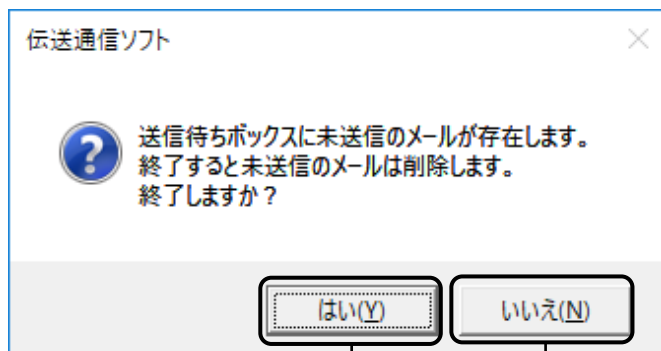 伝送通信ソフト
送信待ちボックスに未送信のメールが存在します。
終了すると未送信のメールは削除します。
終了しますか？
はい(Y)
いいえ(N)